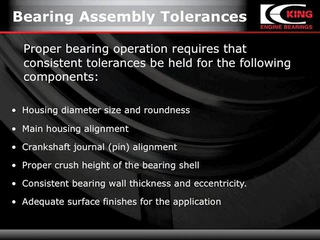 Bearing Assembly Tolerances
KING
ENGINE BEARINGS
Proper bearing operation requires that
consistent tolerances be held for the following
components:
• Housing diameter size and roundness
• Main housing alignment
• Crankshaft journal (pin) alignment
• Proper crush height of the bearing shell
• Consistent bearing wall thickness and eccentricity.
• Adequate surface finishes for the application